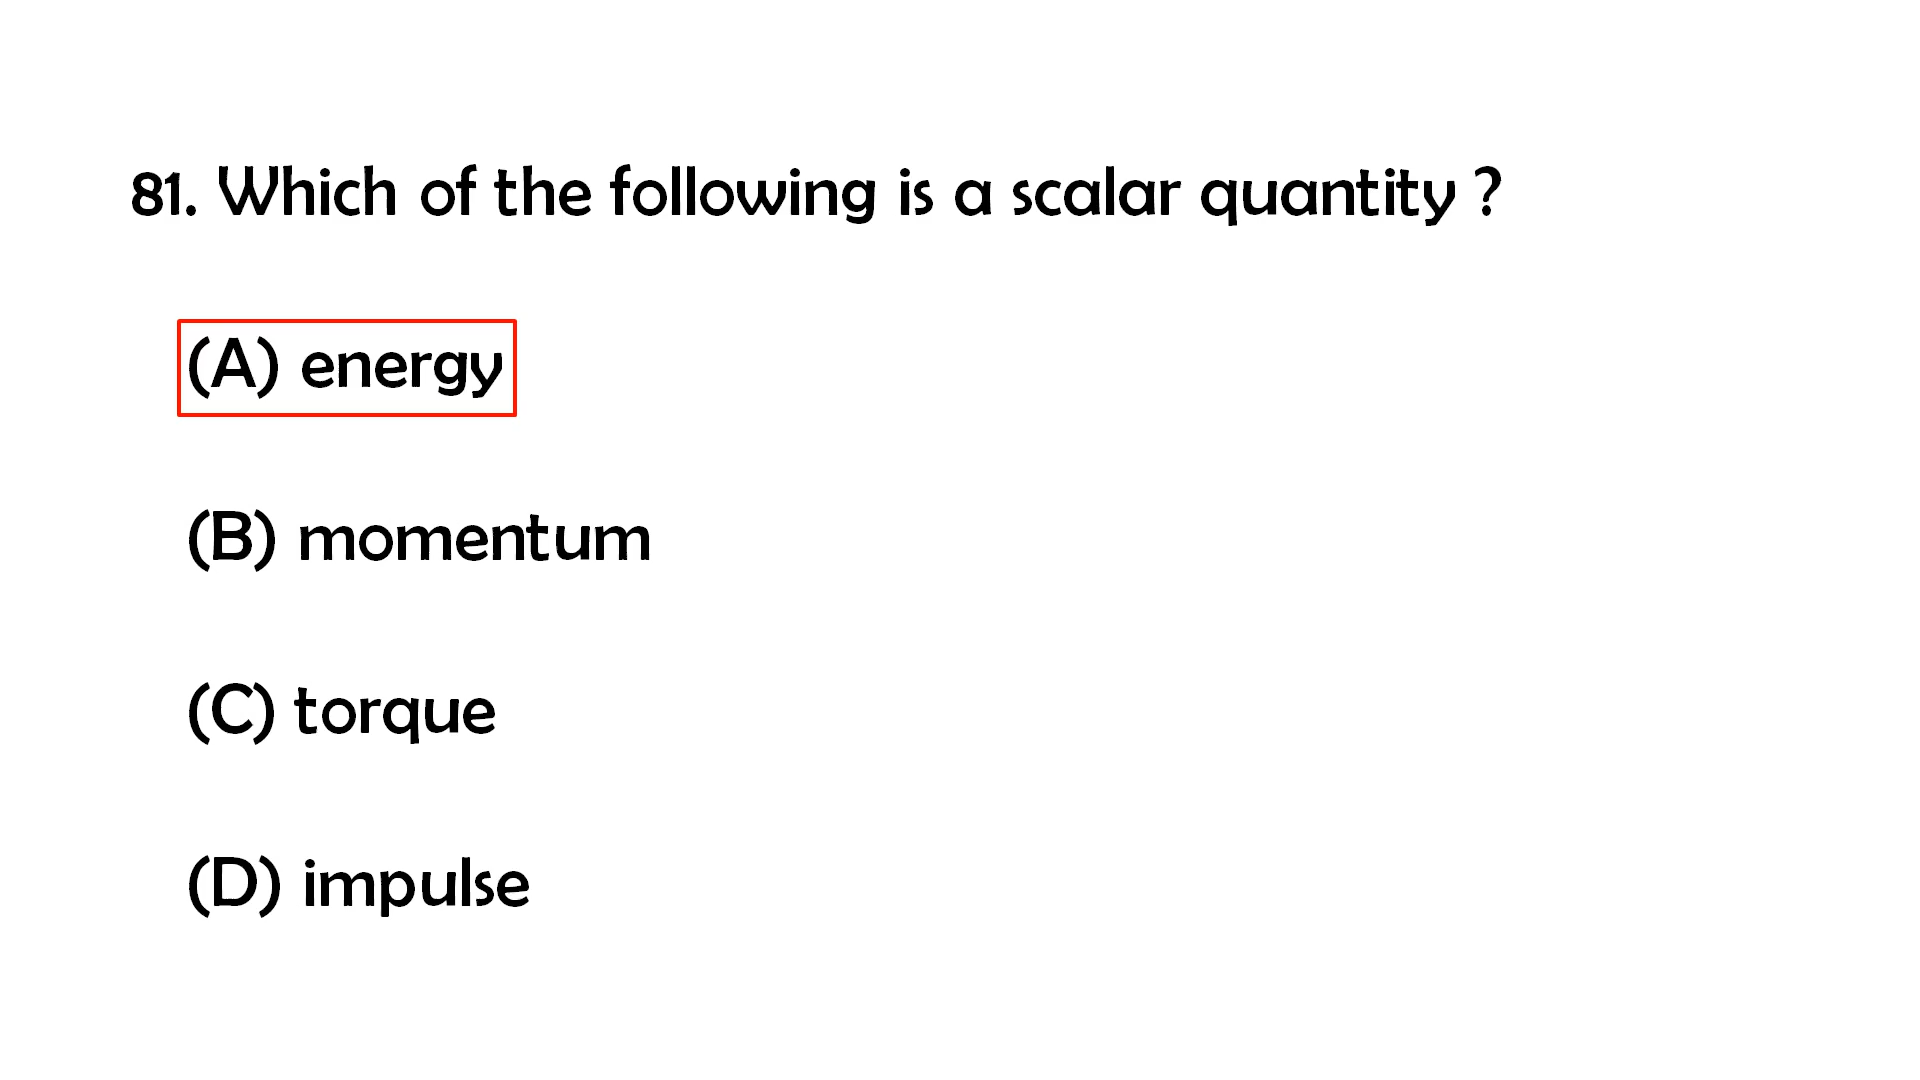 81. Which of the following is a scalar quantity ?
(A) energy
(B) momentum
(C) torque
(D) impulse